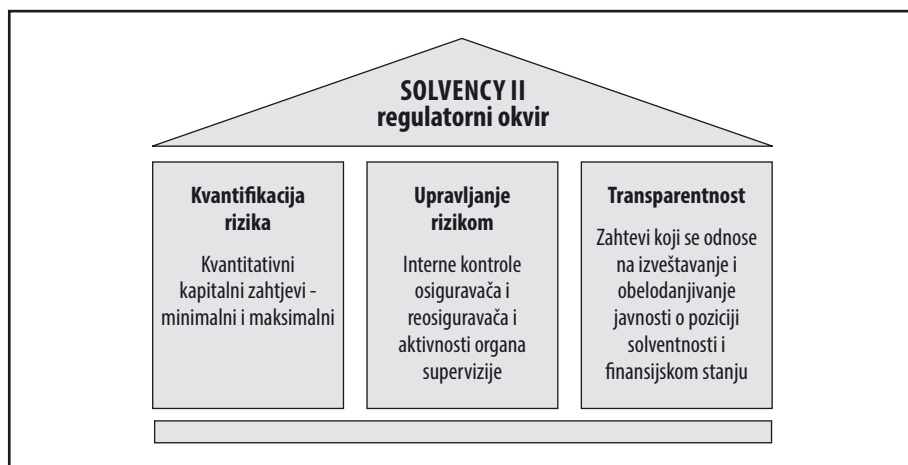 SOLVENCY II
regulatorni okvir
Kvantifikacija
rizika
Kvantitativni
kapitalni zahtjevi -
minimalni i maksimalni
Upravljanje
rizikom
Interne kontrole
osiguravača i
reosiguravača i
aktivnosti organa
supervizije
Transparentnost
Zahtevi koji se odnose
na izveštavanje i
obelodanjivanje
javnosti o poziciji
solventnosti i
finansijskom stanju